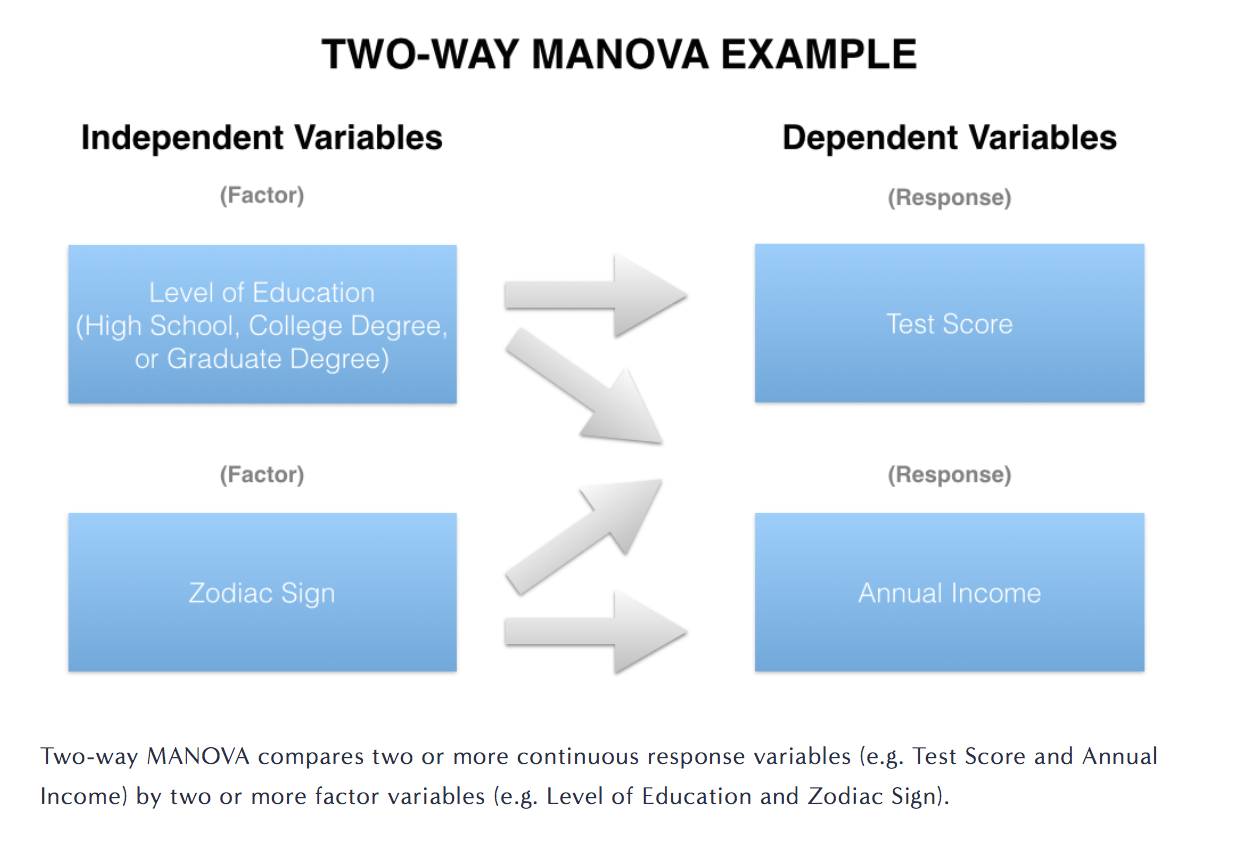 TWO-WAY MANOVA EXAMPLE
Independent Variables
Dependent Variables
(Factor)
(Response)
Level of Education
(High School, College Degree,
or Graduate Degree)
Test Score
(Factor)
(Response)
Zodiac Sign
Annual Income
Two-way MANOVA compares two or more continuous response variables (e.g. Test Score and Annual
Income) by two or more factor variables (e.g. Level of Education and Zodiac Sign).